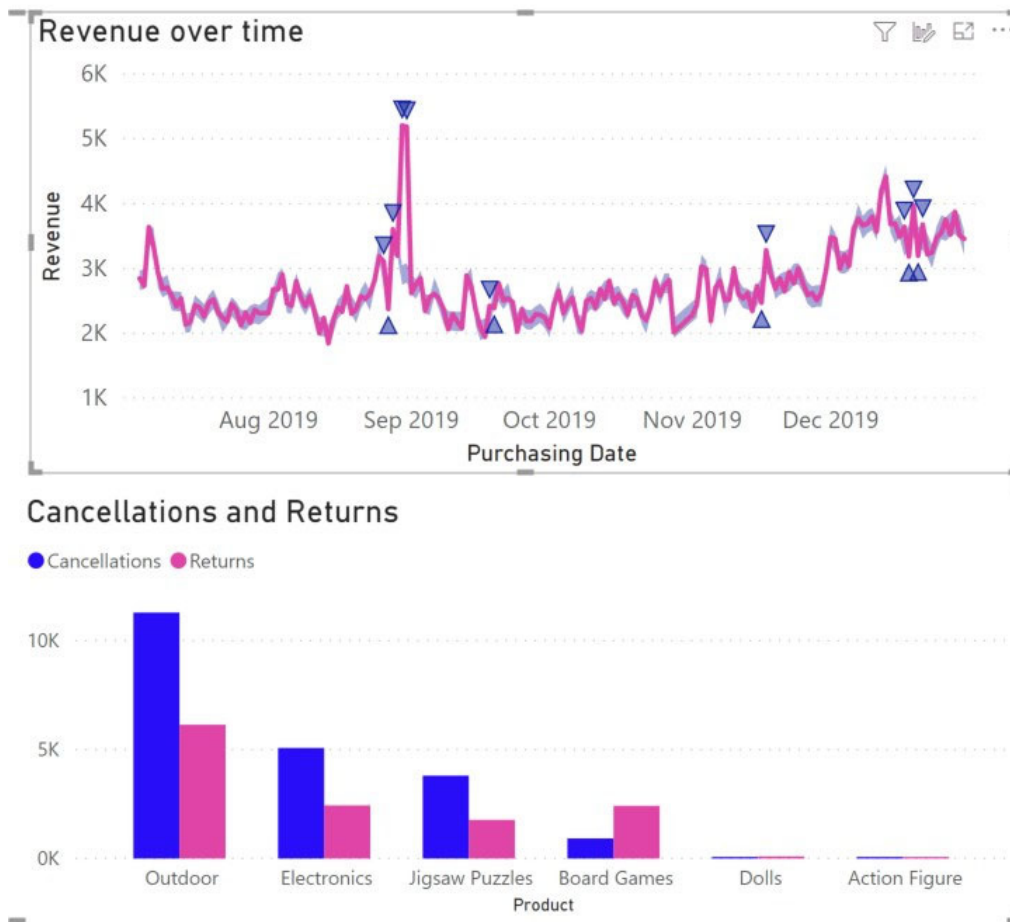 Revenue over time
6K
5K
4K
3K
2K
1K
Revenue
Aug 2019 Sep 2019 Oct 2019 Nov 2019 Dec 2019
Purchasing Date
Cancellations and Returns
Cancellations Returns
10K
5K
0K
Outdoor Electronics Jigsaw Puzzles Board Games Dolls Action Figure
Product